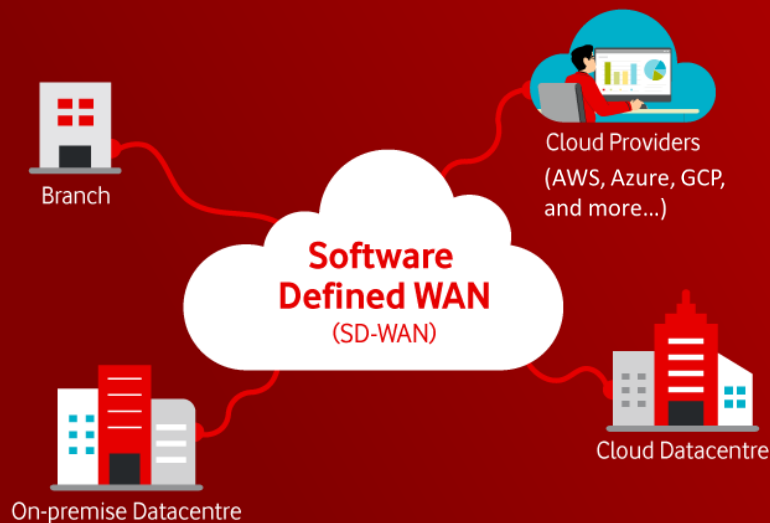 Cloud Providers
(AWS, Azure, GCP,
and more...)
Branch
Software
Defined WAN
(SD-WAN)
Cloud Datacentre
On-premise Datacentre